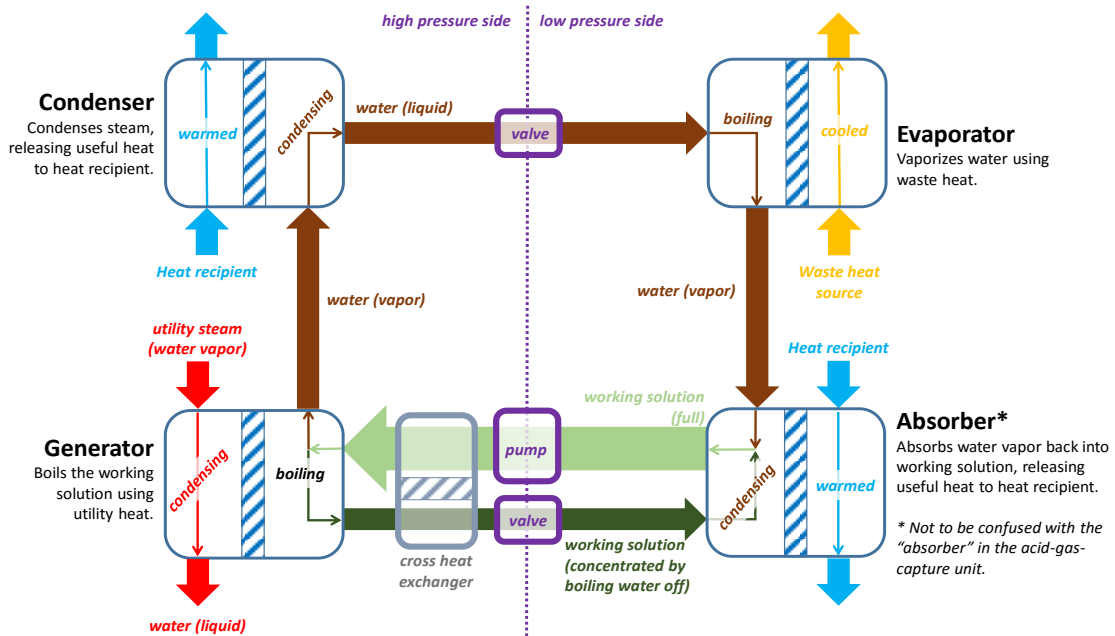 high pressure side
low pressure side
Condenser
Condenses steam,
releasing useful heat
to heat recipient.
warmed
condensing
water (liquid)
valve
boiling
cooled
Evaporator
Vaporizes water using
waste heat.
Heat recipient
water (vapor)
water (vapor)
Waste heat
source
utility steam
(water vapor)
Heat recipient
Generator
Boils the working
solution using
utility heat.
condensing
boiling
working solution
(full)
pump
valve
cross heat
exchanger
working solution
(concentrated by
boiling water off)
condensing
warmed
Absorber*
Absorbs water vapor back into
working solution, releasing
useful heat to heat recipient.
* Not to be confused with the
“absorber” in the acid-gas-
capture unit.
water (liquid)